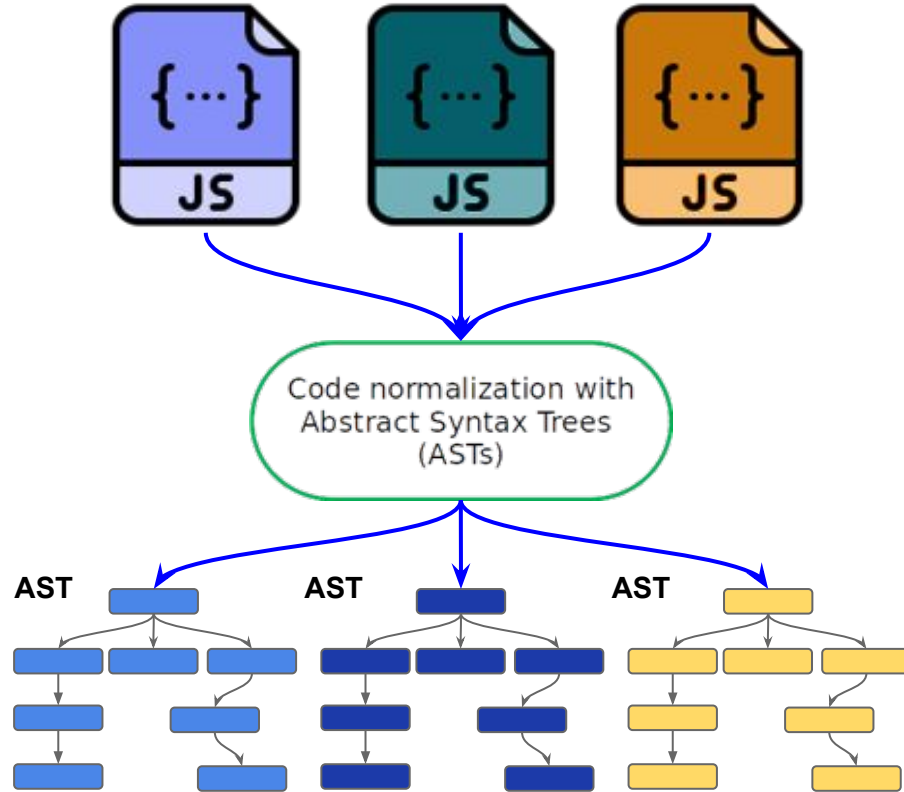 {...} {...} {...}
JS JS JS
Code normalization with
Abstract Syntax Trees
(ASTs)
AST AST AST